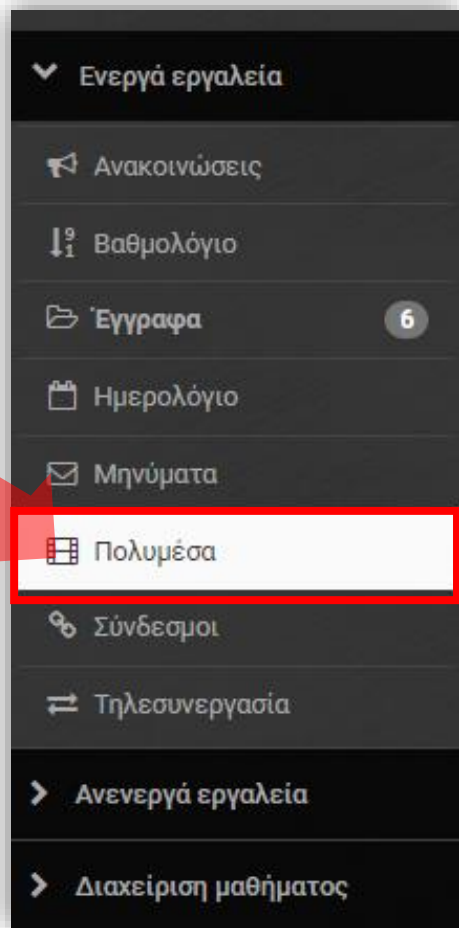 Ενεργά εργαλεία
Ανακοινώσεις
Βαθμολόγιο
Έγγραφα 6
Ημερολόγιο
Μηνύματα
Πολυμέσα
Σύνδεσμοι
Τηλεσυνεργασία
Ανενεργά εργαλεία
Διαχείριση μαθήματος